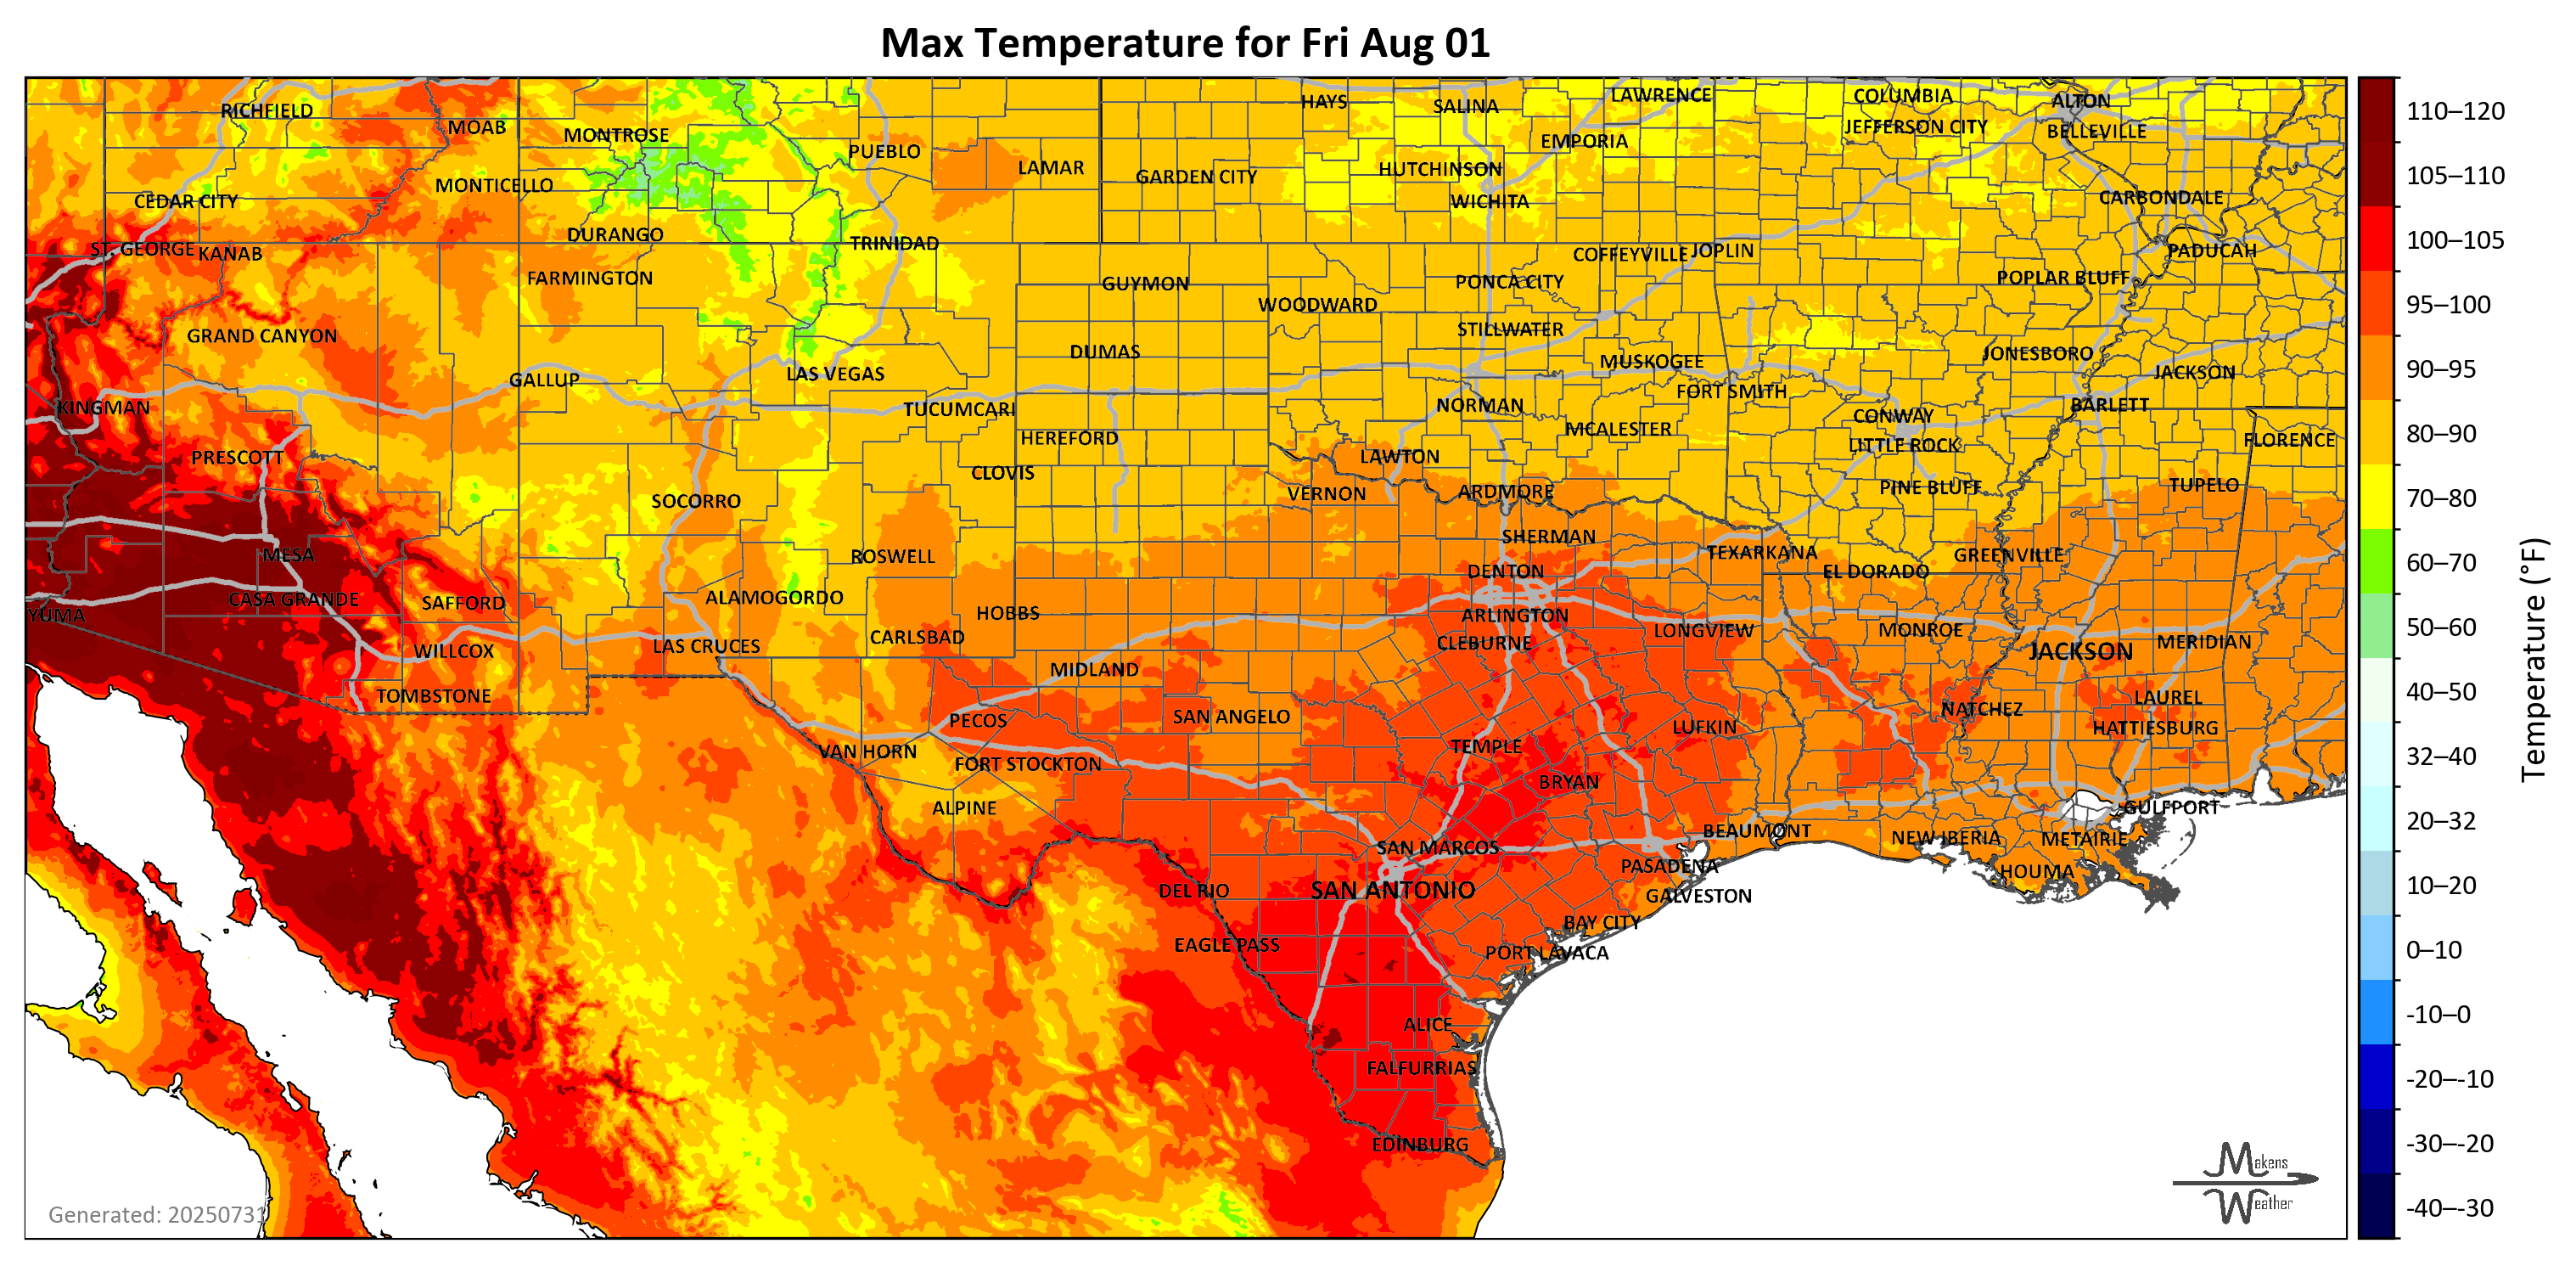 Max Temperature for Fri Aug 01
RICHFIELD
MOAB
MONTROSE
PUEBLO
LAMAR
HAYS
SALINA
LAWRENCE
COLUMBIA
ALTON
JEFFERSON CITY
BELLEVILLE
EMPORIA
HUTCHINSON
GARDEN CITY
MONTICELLO
CEDAR CITY
WICHITA
CARBONDALE
DURANGO
TRINIDAD
ST. GEORGE
KANAB
COFFEYVILLE
JOPLIN
PADUCAH
FARMINGTON
GUYMON
PONCA CITY
POPLAR BLUFF
WOODWARD
STILLWATER
GRAND CANYON
DUMAS
MUSKOGEE
JONESBORO
GALLUP
LAS VEGAS
JACKSON
FORT SMITH
KINGMAN
TUCUMCARI
NORMAN
CONWAY
BARLETT
HEREFORD
MCALESTER
LITTLE ROCK
FLORENCE
PRESCOTT
CLOVIS
LAWTON
SOCORRO
VERNON
ARDMORE
PINE BLUFF
TUPELO
SHERMAN
MESA
ROSWELL
TEXARKANA
GREENVILLE
DENTON
EL DORADO
CASA GRANDE
SAFFORD
ALAMOGORDO
YUMA
HOBBS
ARLINGTON
CARLSBAD
CLEBURNE
LONGVIEW
MONROE
MERIDIAN
WILLCOX
LAS CRUCES
JACKSON
MIDLAND
TOMBSTONE
LAUREL
PECOS
SAN ANGELO
NATCHEZ
LUFKIN
HATTIESBURG
VAN HORN
TEMPLE
FORT STOCKTON
BRYAN
ALPINE
GULFPORT
BEAUMONT
NEW IBERIA
METAIRIE
SAN MARCOS
PASADENA
HOUMA
DEL RIO
SAN ANTONIO
GALVESTON
BAY CITY
EAGLE PASS
PORT LAVACA
ALICE
FALFURRIAS
EDINBURG
Generated: 20250731
Makens
Weather
110–120
105–110
100–105
95–100
90–95
80–90
70–80
60–70
50–60
40–50
32–40
20–32
10–20
0–10
-10–0
-20–-10
-30–-20
-40–-30
Temperature (°F)